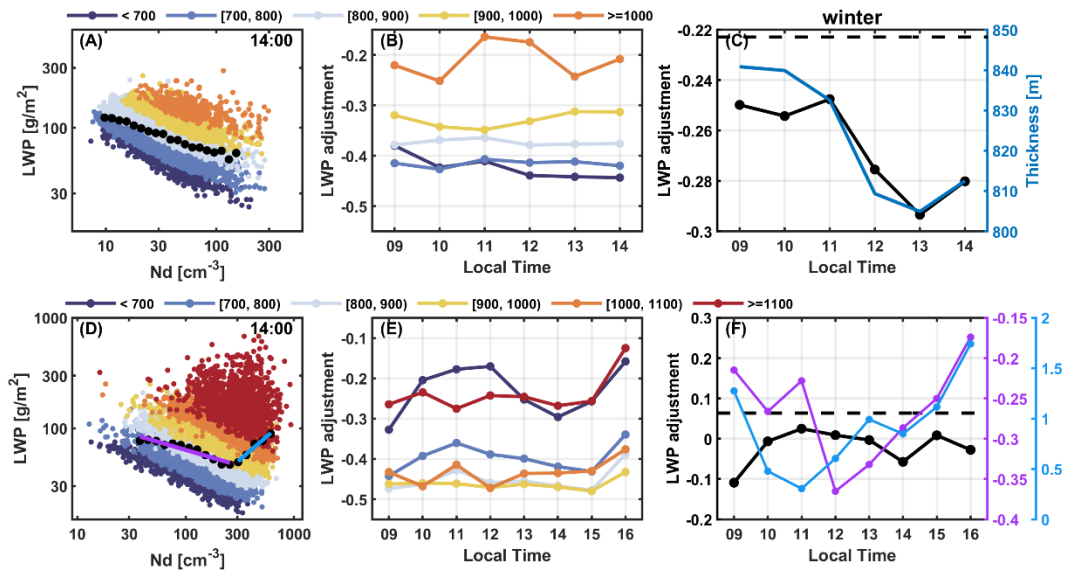 < 700 [700, 800) [800, 900) [900, 1000) >=1000
(A) 14:00
300
100
30
LWP [g/m²]
10 30 100 300
Nd [cm⁻³]
(B)
-0.2
-0.3
-0.4
-0.5
LWP adjustment
09 10 11 12 13 14
Local Time
winter
(C)
-0.22
-0.24
-0.26
-0.28
-0.3
LWP adjustment
850
840
830
820
810
800
Thickness [m]
09 10 11 12 13 14
Local Time
< 700 [700, 800) [800, 900) [900, 1000) [1000, 1100) >=1100
(D) 14:00
1000
300
100
30
LWP [g/m²]
10 30 100 300 1000
Nd [cm⁻³]
(E)
-0.1
-0.2
-0.3
-0.4
-0.5
LWP adjustment
09 10 11 12 13 14 15 16
Local Time
(F)
0.3
0.2
0.1
0
-0.1
-0.2
LWP adjustment
-0.15
-0.2
-0.25
-0.3
-0.35
-0.4
2
1.5
1
0.5
0
09 10 11 12 13 14 15 16
Local Time